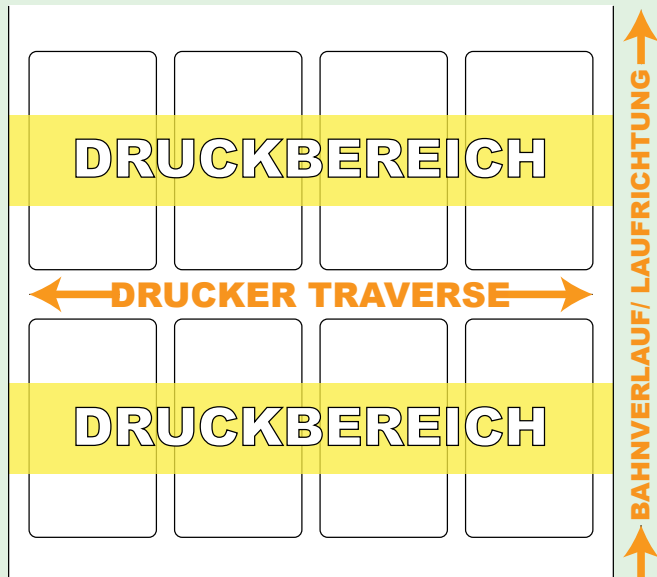 DRUCKBEREICH
DRUCKER TRAVERSE
DRUCKBEREICH
BAHNVERLAUF/ LAUFRICHTUNG